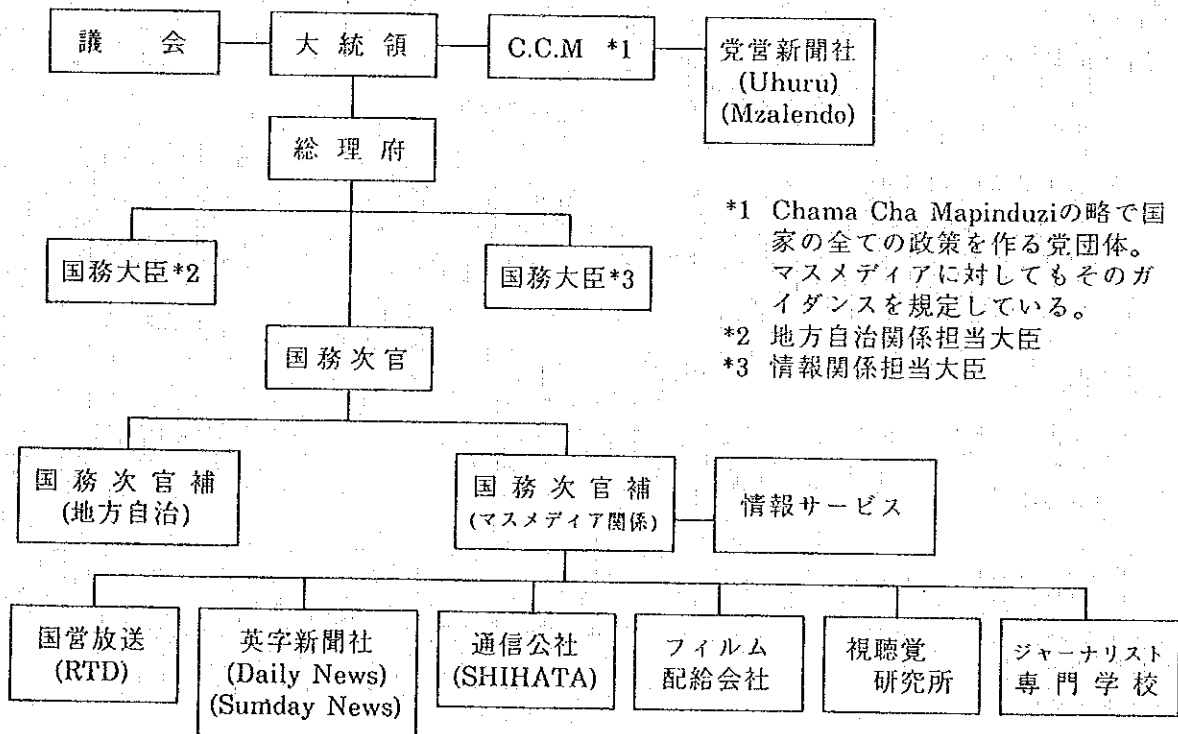 議 会
大 統 領
C.C.M *1
党営新聞社
(Uhuru)
(Mzalendo)
総 理 府
国務大臣*2
国務大臣*3
*1 Chama Cha Mapinduziの略で国
家の全ての政策を作る党団体。
マスメディアに対してもそのガ
イダンスを規定している。
*2 地方自治関係担当大臣
*3 情報関係担当大臣
国 務 次 官
国 務 次 官 補
(地方自治)
国 務 次 官 補
(マスメディア関係)
情報サービス
国営放送
(RTD)
英字新聞社
(Daily News)
(Sumday News)
通信公社
(SHIHATA)
フィルム
配給会社
視聴覚
研究所
ジャーナリスト
専 門 学 校